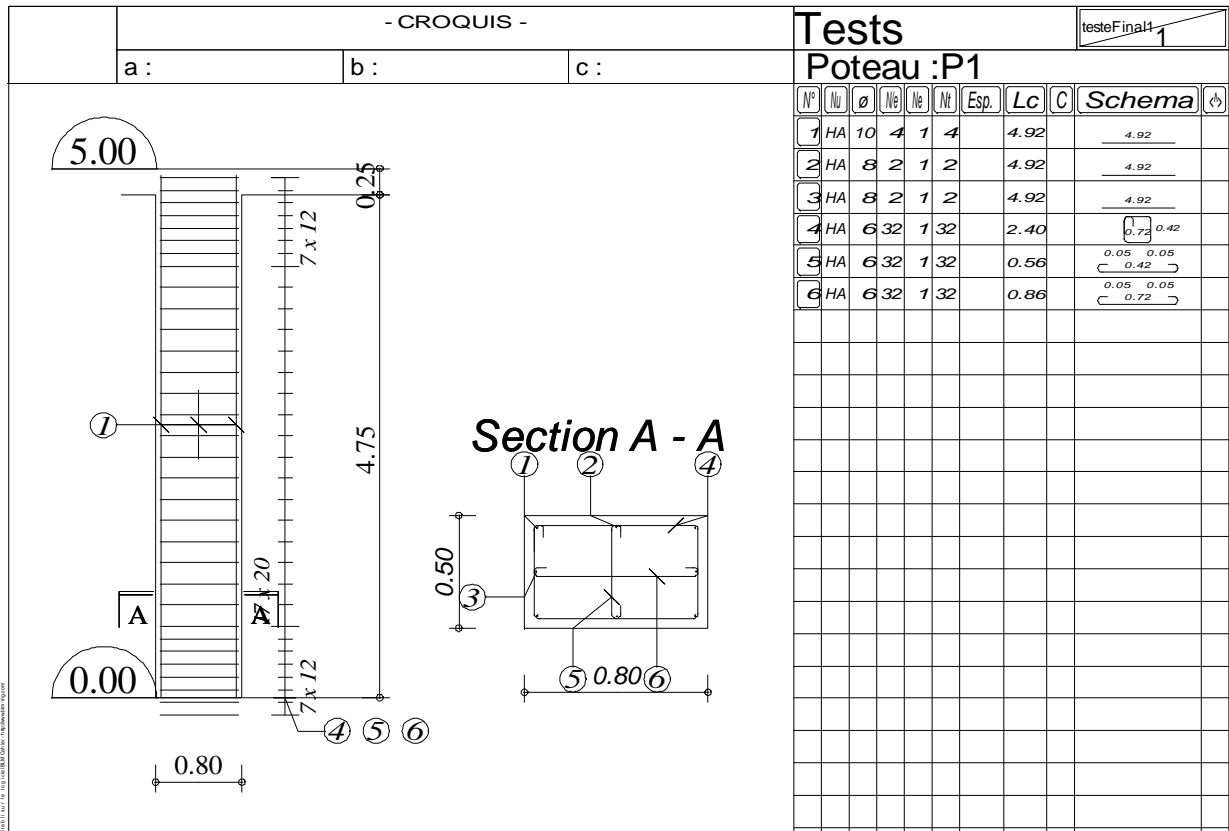 - CROQUIS -
a :
b :
c :
Tests
testeFinal1
1
Poteau :P1
N° Nu ø N/e Ne Nt Esp. Lc C Schema
1 HA 10 4 1 4 4.92 4.92
2 HA 8 2 1 2 4.92 4.92
3 HA 8 2 1 2 4.92 4.92
4 HA 6 32 1 32 2.40 0.72 0.42
5 HA 6 32 1 32 0.56 0.05 0.05 0.42
6 HA 6 32 1 32 0.86 0.05 0.05 0.72
5.00
0.25
7 x 12
1
4.75
20
A
A
0.00
7 x 12
4 5 6
0.80
Section A - A
1 2 4
0.50
3
5 0.80 6